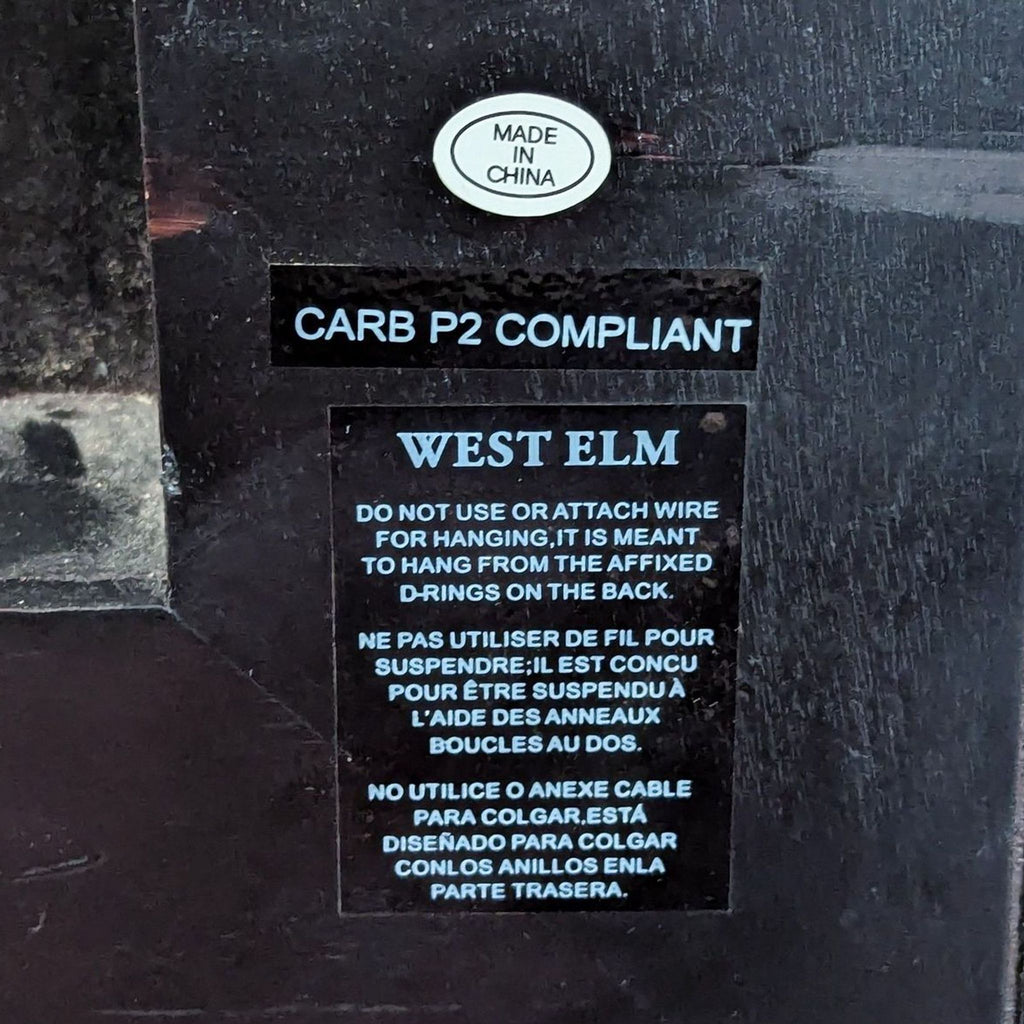 MADE
IN
CHINA
CARB P2 COMPLIANT
WEST ELM
DO NOT USE OR ATTACH WIRE
FOR HANGING,IT IS MEANT
TO HANG FROM THE AFFIXED
D-RINGS ON THE BACK.
NE PAS UTILISER DE FIL POUR
SUSPENDRE;IL EST CONCU
POUR ÊTRE SUSPENDU À
L'AIDE DES ANNEAUX
BOUCLES AU DOS.
NO UTILICE O ANEXE CABLE
PARA COLGAR,ESTÁ
DISEÑADO PARA COLGAR
CONLOS ANILLOS ENLA
PARTE TRASERA.